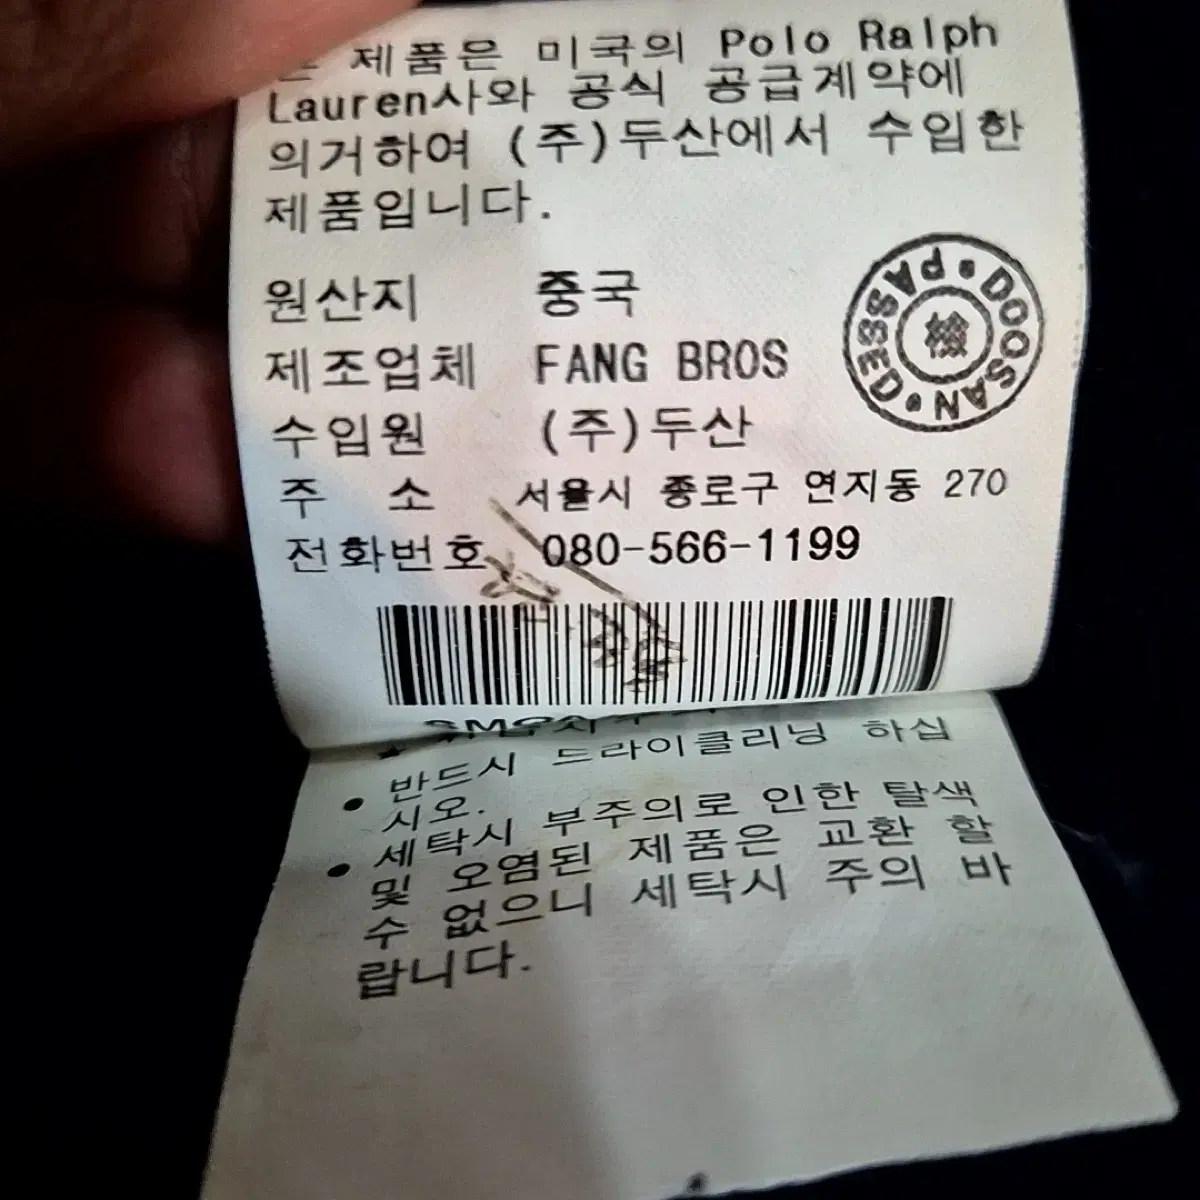 제품은 미국의 Polo Ralph
Lauren사와 공식 공급계약에
의거하여 (주)두산에서 수입한
제품입니다.
원산지 중국
제조업체 FANG BROS
수입원 (주)두산
주 소 서울시 종로구 연지동 270
전화번호 080-566-1199
DOOSAN • PASSED •
檢
• 반드시 드라이클리닝 하십
시오.
• 세탁시 부주의로 인한 탈색
및 오염된 제품은 교환 할
수 없으니 세탁시 주의 바
랍니다.